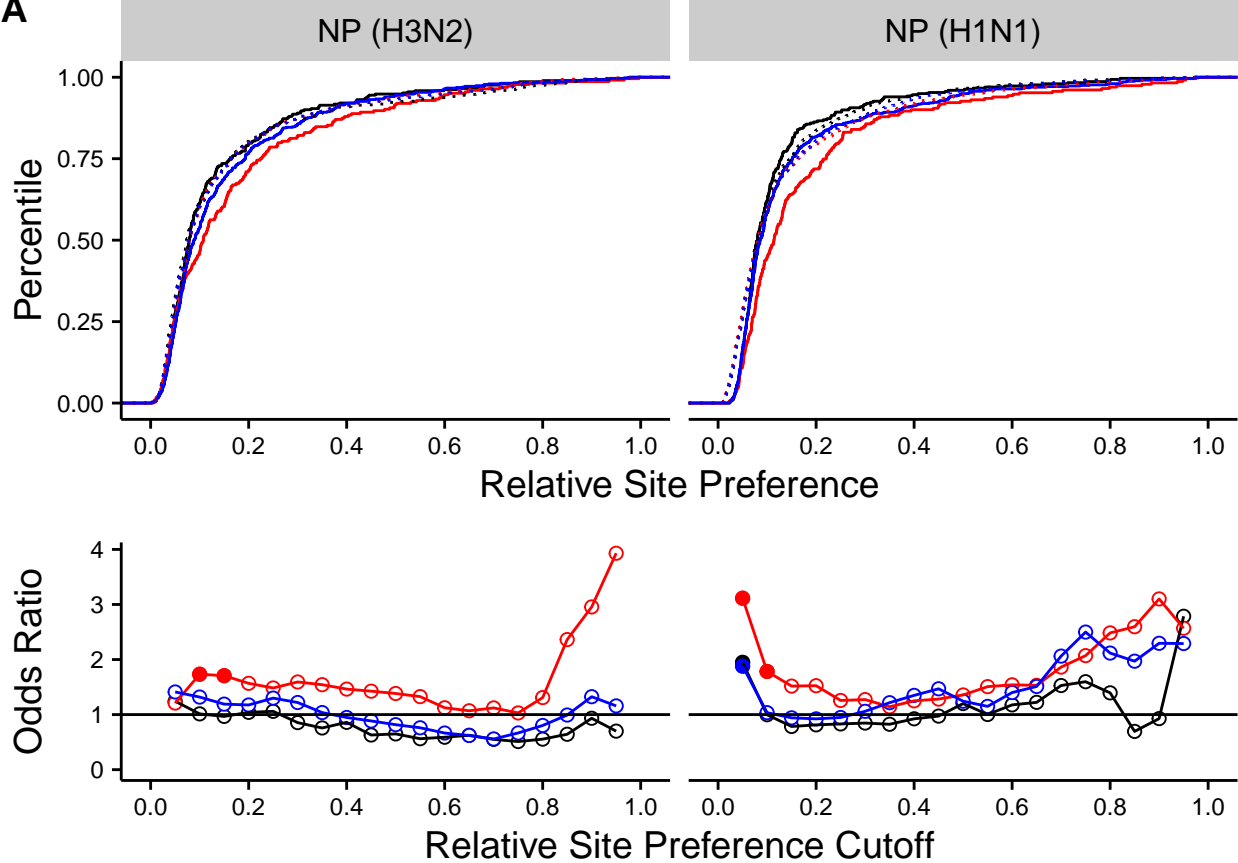 A
NP (H3N2) NP (H1N1)
Percentile
1.00
0.75
0.50
0.25
0.00
0.0 0.2 0.4 0.6 0.8 1.0 0.0 0.2 0.4 0.6 0.8 1.0
Relative Site Preference
Odds Ratio
4
3
2
1
0
0.0 0.2 0.4 0.6 0.8 1.0 0.0 0.2 0.4 0.6 0.8 1.0
Relative Site Preference Cutoff